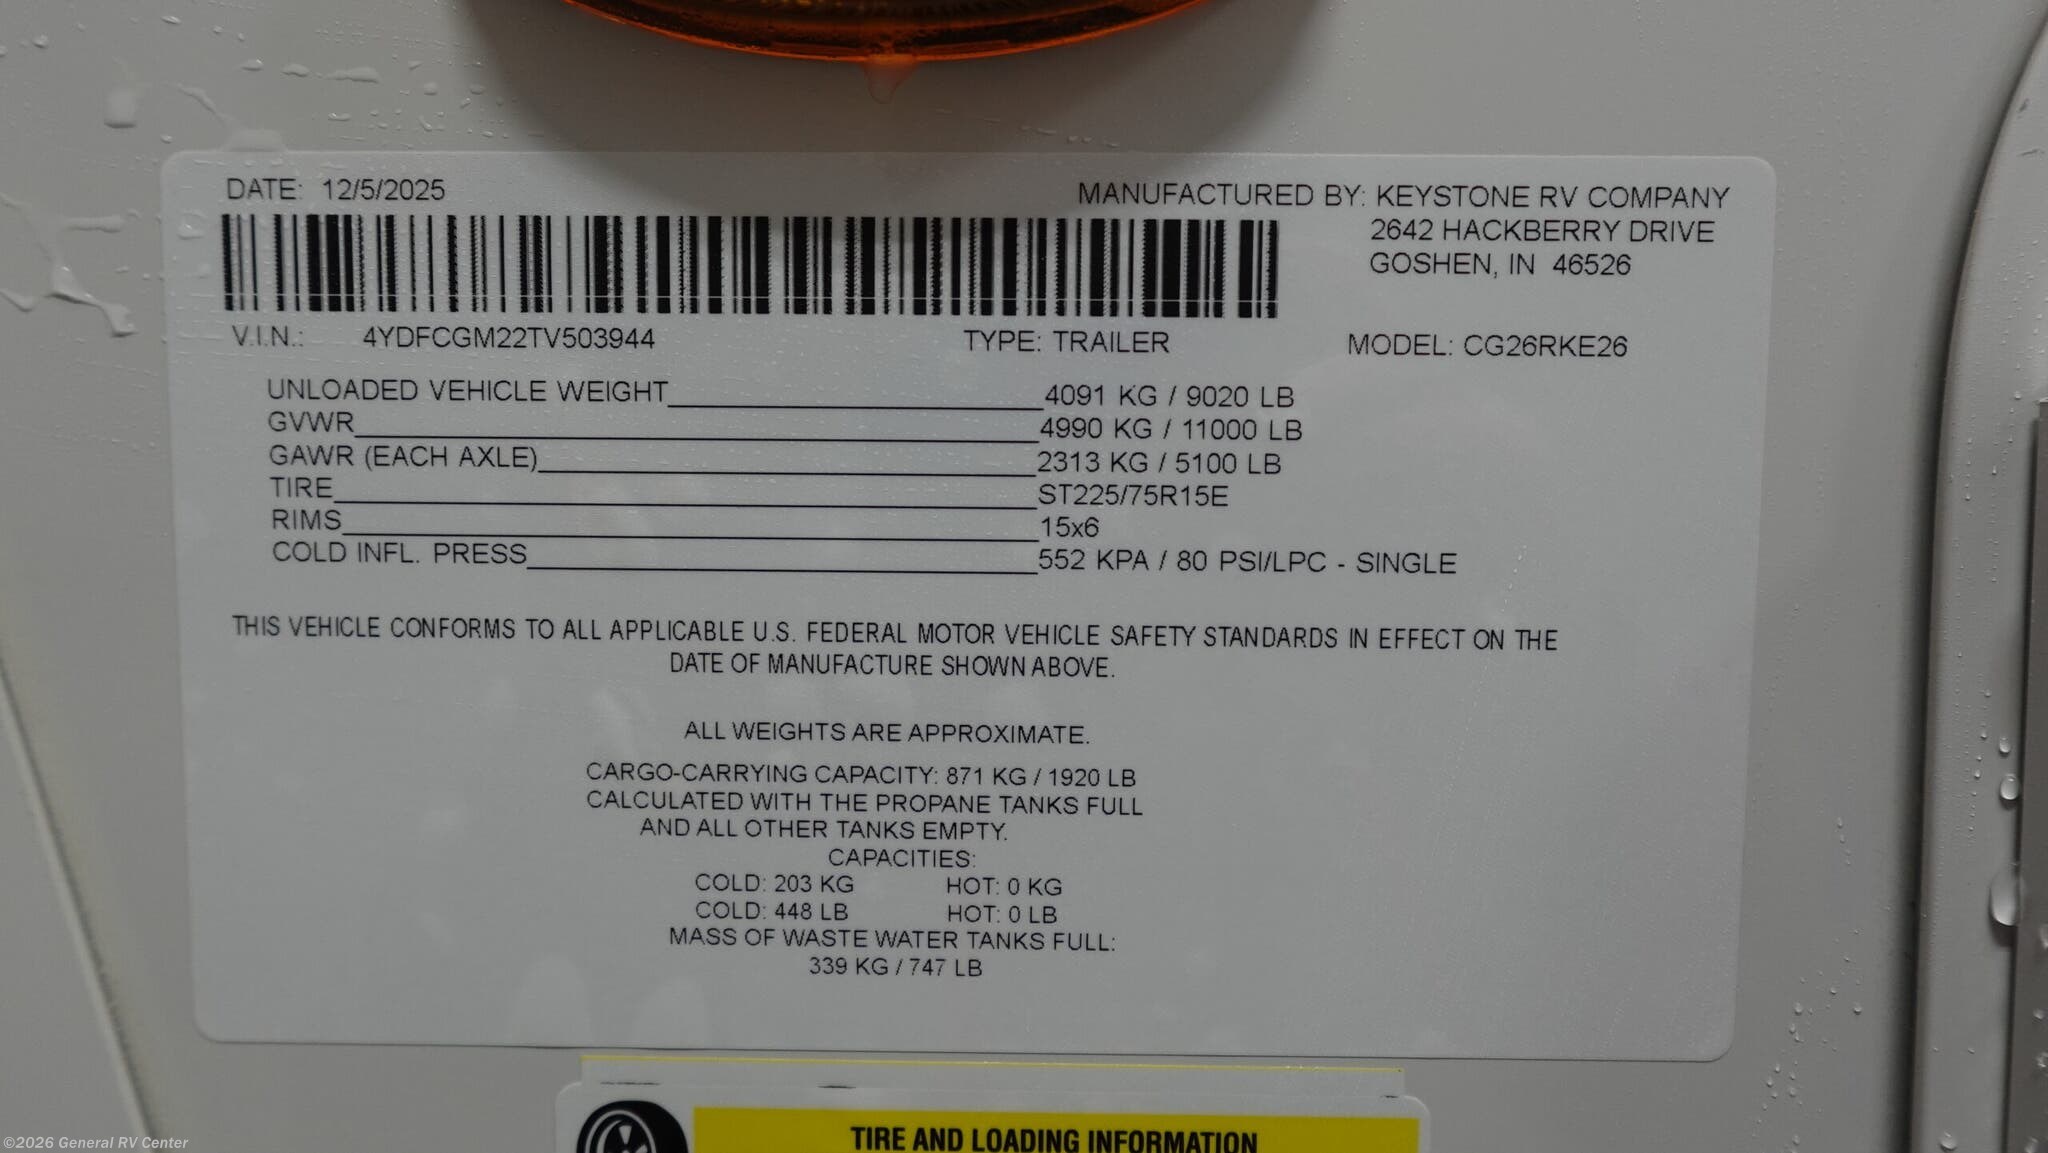 DATE: 12/5/2025
MANUFACTURED BY: KEYSTONE RV COMPANY
2642 HACKBERRY DRIVE
GOSHEN, IN 46526
V.I.N.: 4YDFCGM22TV503944 TYPE: TRAILER MODEL: CG26RKE26
UNLOADED VEHICLE WEIGHT 4091 KG / 9020 LB
GVWR 4990 KG / 11000 LB
GAWR (EACH AXLE) 2313 KG / 5100 LB
TIRE ST225/75R15E
RIMS 15x6
COLD INFL. PRESS 552 KPA / 80 PSI/LPC - SINGLE
THIS VEHICLE CONFORMS TO ALL APPLICABLE U.S. FEDERAL MOTOR VEHICLE SAFETY STANDARDS IN EFFECT ON THE
DATE OF MANUFACTURE SHOWN ABOVE.
ALL WEIGHTS ARE APPROXIMATE.
CARGO-CARRYING CAPACITY: 871 KG / 1920 LB
CALCULATED WITH THE PROPANE TANKS FULL
AND ALL OTHER TANKS EMPTY.
CAPACITIES:
COLD: 203 KG HOT: 0 KG
COLD: 448 LB HOT: 0 LB
MASS OF WASTE WATER TANKS FULL:
339 KG / 747 LB
TIRE AND LOADING INFORMATION
©2026 General RV Center